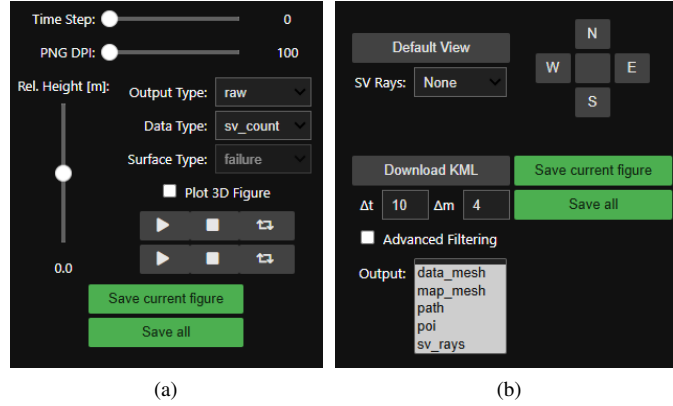 Time Step:
0
PNG DPI:
100
Rel. Height [m]:
Output Type:
raw
Data Type:
sv_count
Surface Type:
failure
Plot 3D Figure
0.0
Save current figure
Save all
(a)
Default View
SV Rays:
None
N
W
E
S
Download KML
Save current figure
Δt
10
Δm
4
Save all
Advanced Filtering
Output:
data_mesh
map_mesh
path
poi
sv_rays
(b)